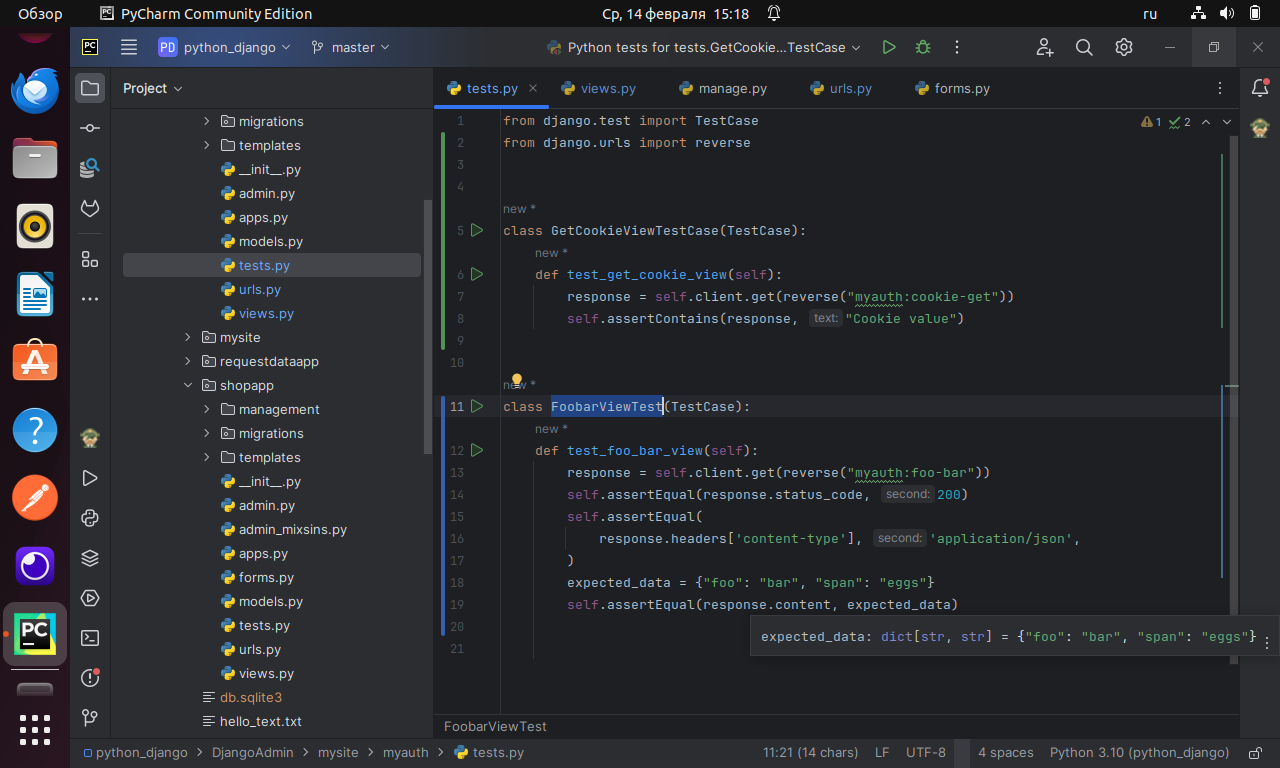 Обзор PyCharm Community Edition Ср, 14 февраля 15:18 ru
PC PD python_django master Python tests for tests.GetCookie...TestCase
Project tests.py views.py manage.py urls.py forms.py
migrations
templates
__init__.py
admin.py
apps.py
models.py
tests.py
urls.py
views.py
mysite
requestdataapp
shopapp
management
migrations
templates
__init__.py
admin.py
admin_mixsins.py
apps.py
forms.py
models.py
tests.py
urls.py
views.py
db.sqlite3
hello_text.txt
1 from django.test import TestCase 1 2
2 from django.urls import reverse
3
4
new *
5 class GetCookieViewTestCase(TestCase):
new *
6 def test_get_cookie_view(self):
7 response = self.client.get(reverse("myauth:cookie-get"))
8 self.assertContains(response, text: "Cookie value")
9
10
new *
11 class FoobarViewTest(TestCase):
new *
12 def test_foo_bar_view(self):
13 response = self.client.get(reverse("myauth:foo-bar"))
14 self.assertEqual(response.status_code, second: 200)
15 self.assertEqual(
16 response.headers['content-type'], second: 'application/json',
17 )
18 expected_data = {"foo": "bar", "span": "eggs"}
19 self.assertEqual(response.content, expected_data)
20
21
expected_data: dict[str, str] = {"foo": "bar", "span": "eggs"}
FoobarViewTest
PC
python_django DjangoAdmin mysite myauth tests.py 11:21 (14 chars) LF UTF-8 4 spaces Python 3.10 (python_django)